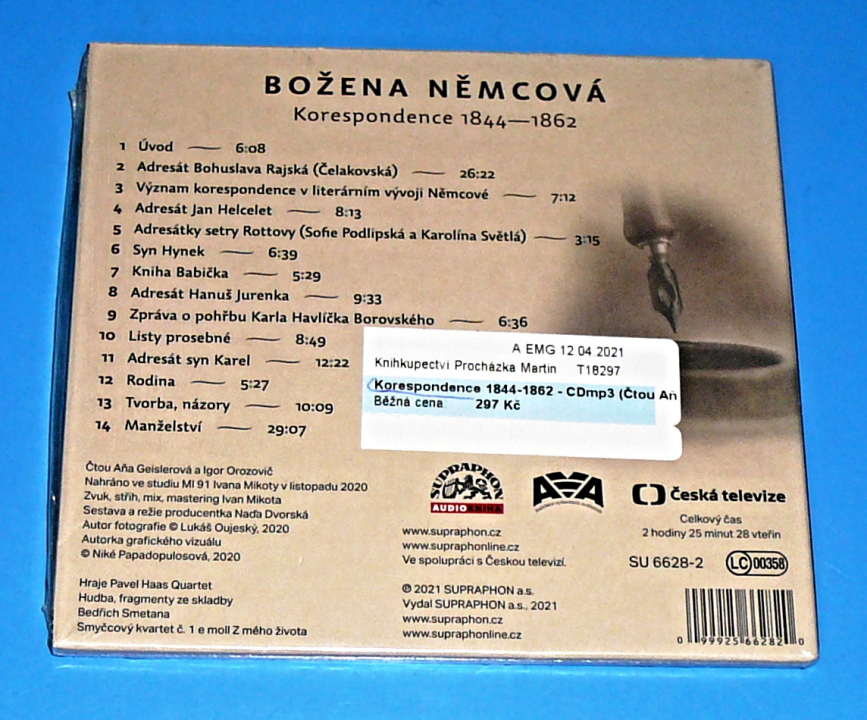 BOŽENA NĚMCOVÁ
Korespondence 1844—1862
1 Úvod — 6:08
2 Adresát Bohuslava Rajská (Čelakovská) — 26:22
3 Význam korespondence v literárním vývoji Němcové — 7:12
4 Adresát Jan Helcelet — 8:13
5 Adresátky setry Rottovy (Sofie Podlipská a Karolína Světlá) — 3:15
6 Syn Hynek — 6:39
7 Kniha Babička — 5:29
8 Adresát Hanuš Jurenka — 9:33
9 Zpráva o pohřbu Karla Havlíčka Borovského — 6:36
10 Listy prosebné — 8:49
11 Adresát syn Karel — 12:22
12 Rodina — 5:27
13 Tvorba, názory — 10:09
14 Manželství — 29:07
A EMG 12.04 2021
Knihkupectví Procházka Martin T18297
Korespondence 1844-1862 - CDmp3 (Čtou Aň
Běžná cena 297 Kč
Čtou Aňa Geislerová a Igor Orozovič
Nahráno ve studiu MI 91 Ivana Mikoty v listopadu 2020
Zvuk, střih, mix, mastering Ivan Mikota
Sestava a režie producentka Naďa Dvorská
Autor fotografie © Lukáš Oujeský, 2020
Autorka grafického vizuálu
© Niké Papadopulosová, 2020
Hraje Pavel Haas Quartet
Hudba, fragmenty ze skladby
Bedřich Smetana
Smyčcový kvartet č. 1 e moll Z mého života
SUPRAPHON
AUDIOKNIHA
www.supraphon.cz
www.supraphonline.cz
Ve spolupráci s Českou televizí.
℗ 2021 SUPRAPHON a.s.
Vydal SUPRAPHON a.s., 2021
www.supraphon.cz
www.supraphonline.cz
AVA
Česká televize
Celkový čas
2 hodiny 25 minut 28 vteřin
SU 6628-2
LC 00358
0 99925 66282 0